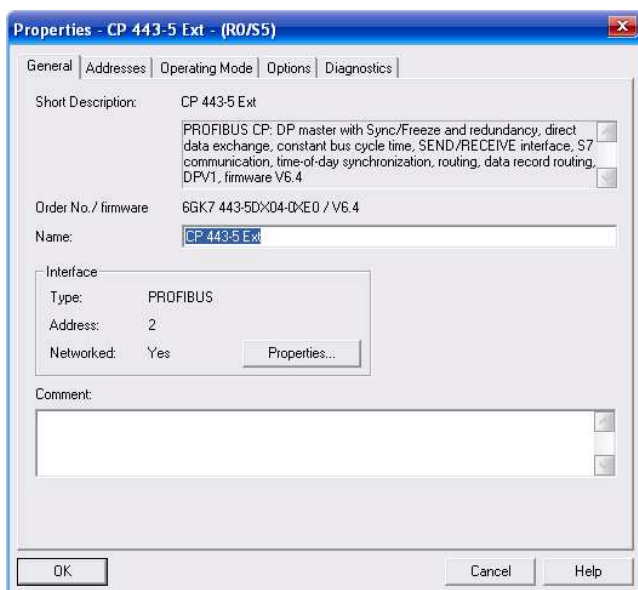 Properties - CP 443-5 Ext - (R0/S5)
General Addresses Operating Mode Options Diagnostics
Short Description: CP 443-5 Ext
PROFIBUS CP: DP master with Sync/Freeze and redundancy, direct
data exchange, constant bus cycle time, SEND/RECEIVE interface, S7
communication, time-of-day synchronization, routing, data record routing,
DPV1, firmware V6.4
Order No./ firmware 6GK7 443-5DX04-0XE0 / V6.4
Name: CP 443-5 Ext
Interface
Type: PROFIBUS
Address: 2
Networked: Yes Properties...
Comment:
OK Cancel Help